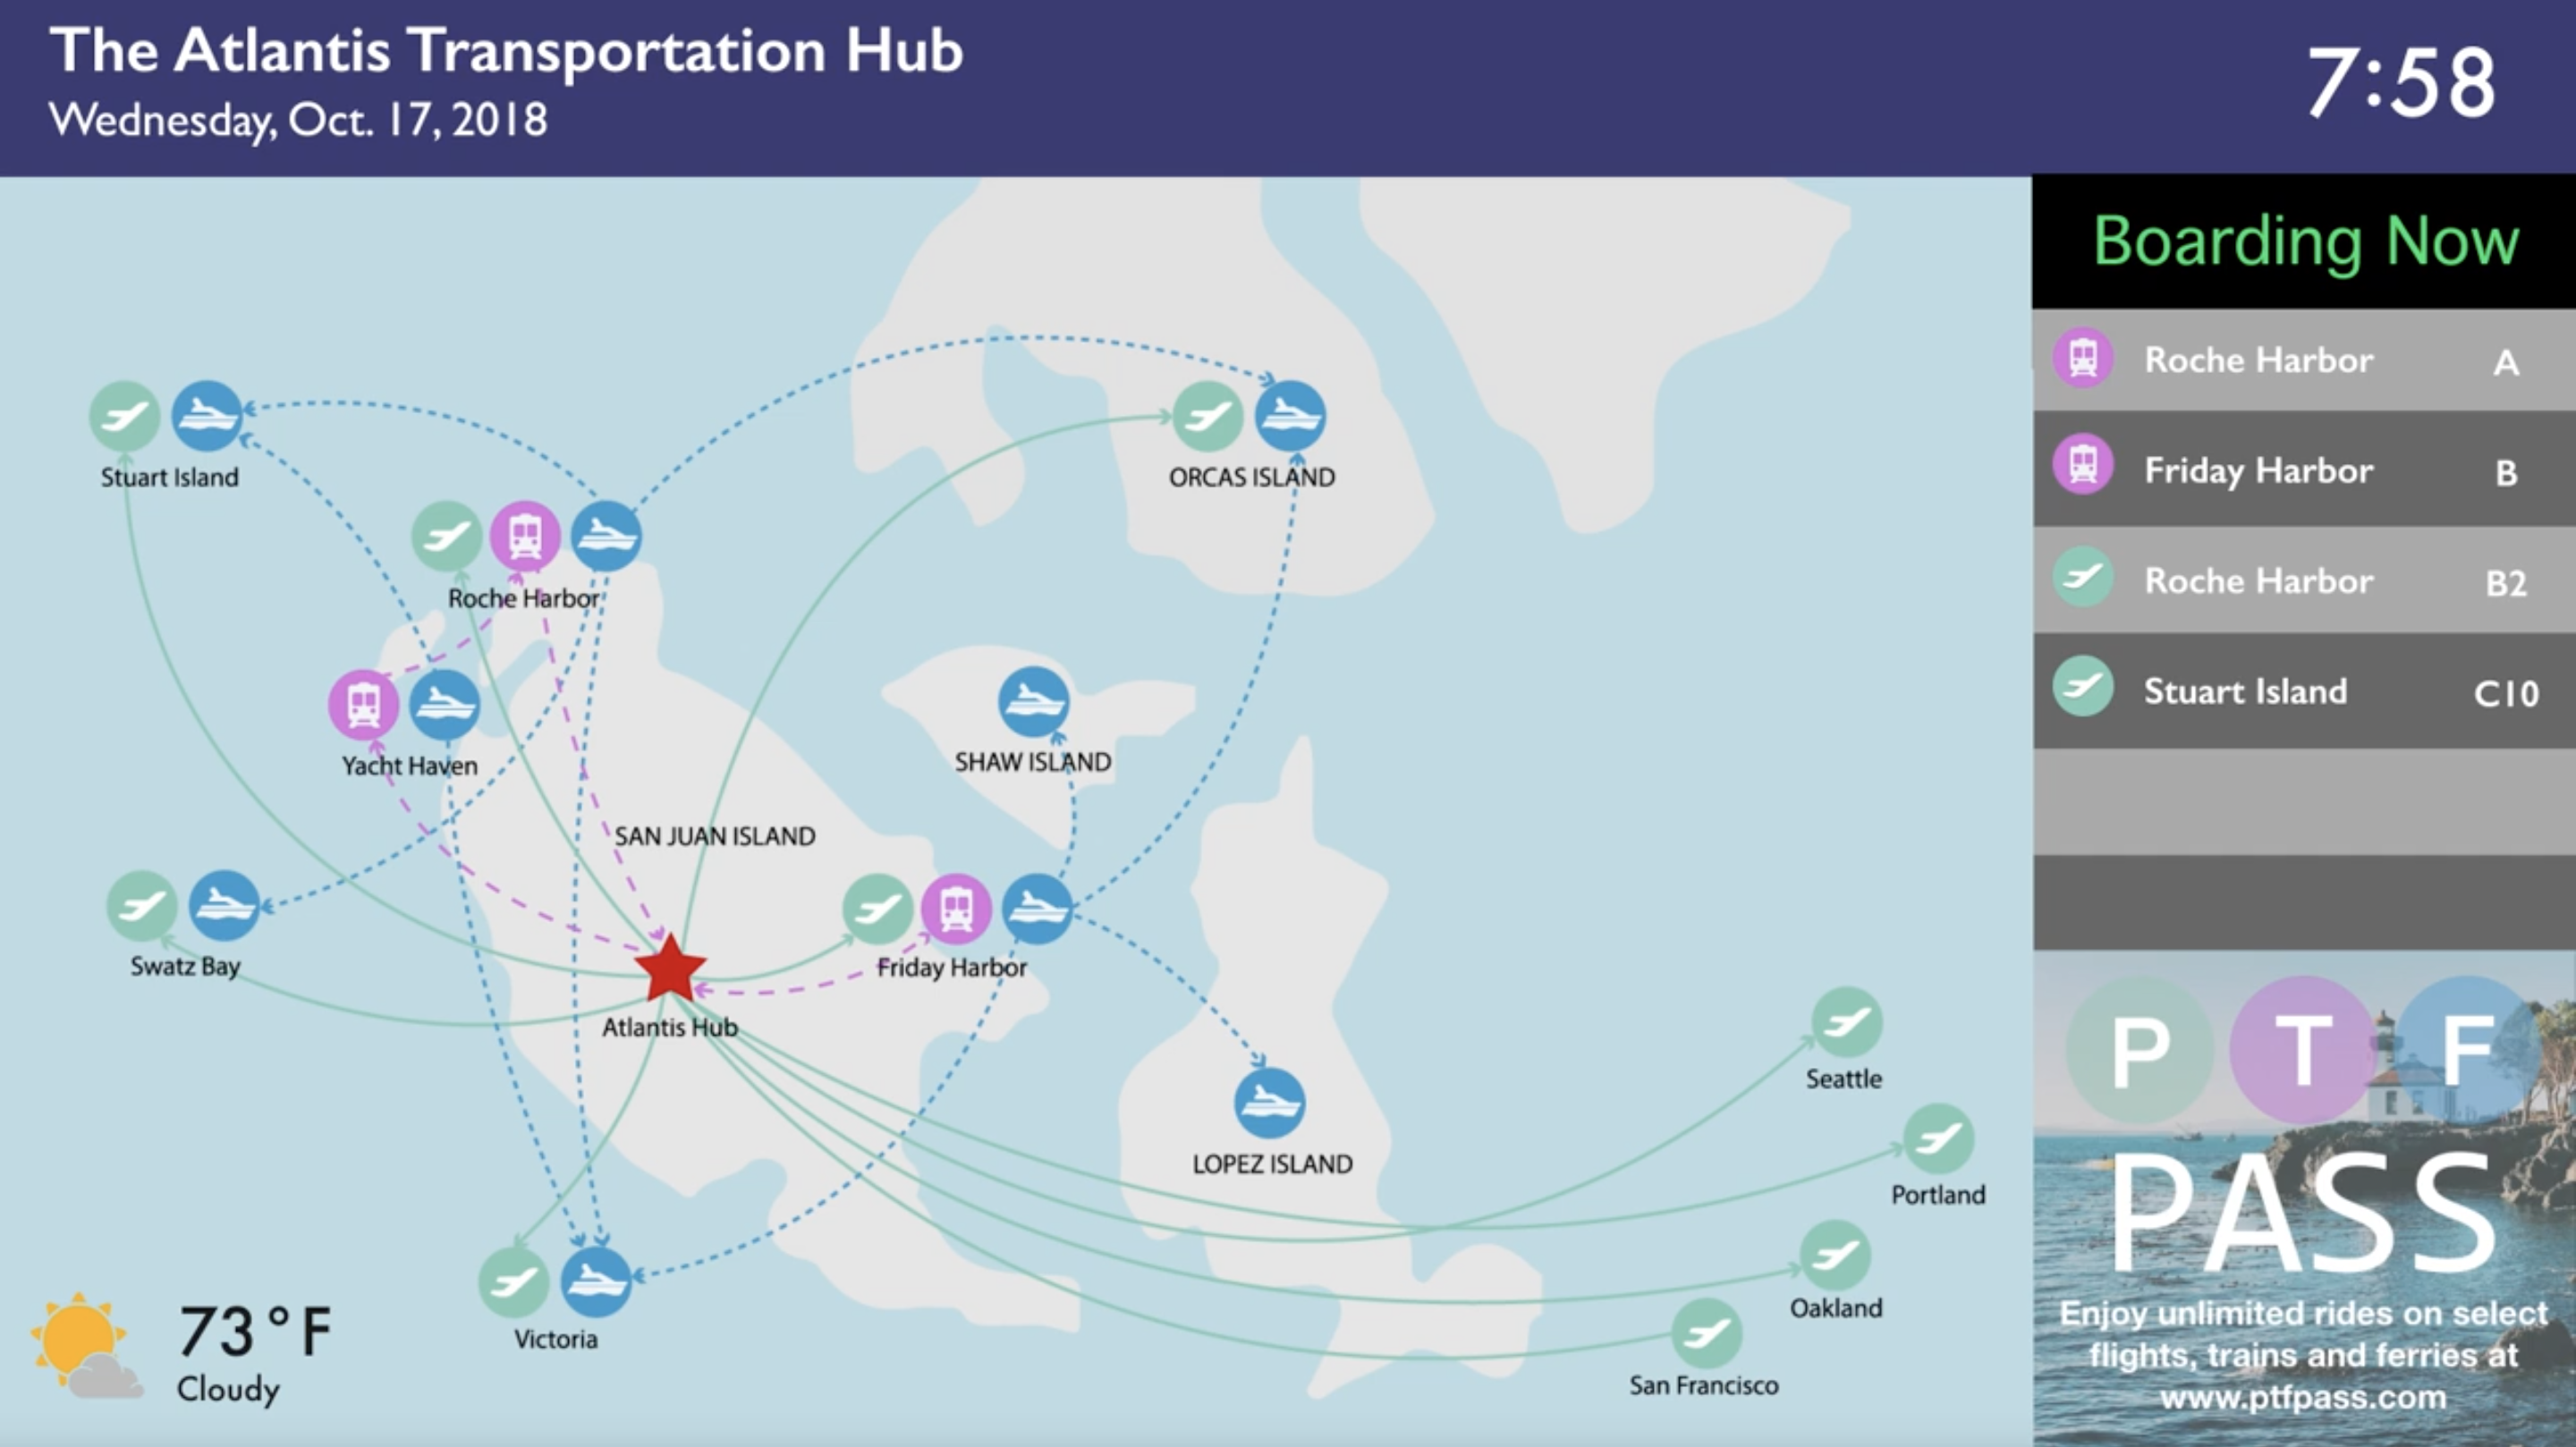 The Atlantis Transportation Hub
Wednesday, Oct. 17, 2018
7:58
Boarding Now
Roche Harbor A
Friday Harbor B
Roche Harbor B2
Stuart Island C10
Stuart Island
ORCAS ISLAND
Roche Harbor
Yacht Haven
SHAW ISLAND
SAN JUAN ISLAND
Swatz Bay
Friday Harbor
Atlantis Hub
Seattle
LOPEZ ISLAND
Portland
Oakland
Victoria
San Francisco
73°F
Cloudy
P T F
PASS
Enjoy unlimited rides on select
flights, trains and ferries at
www.ptfpass.com